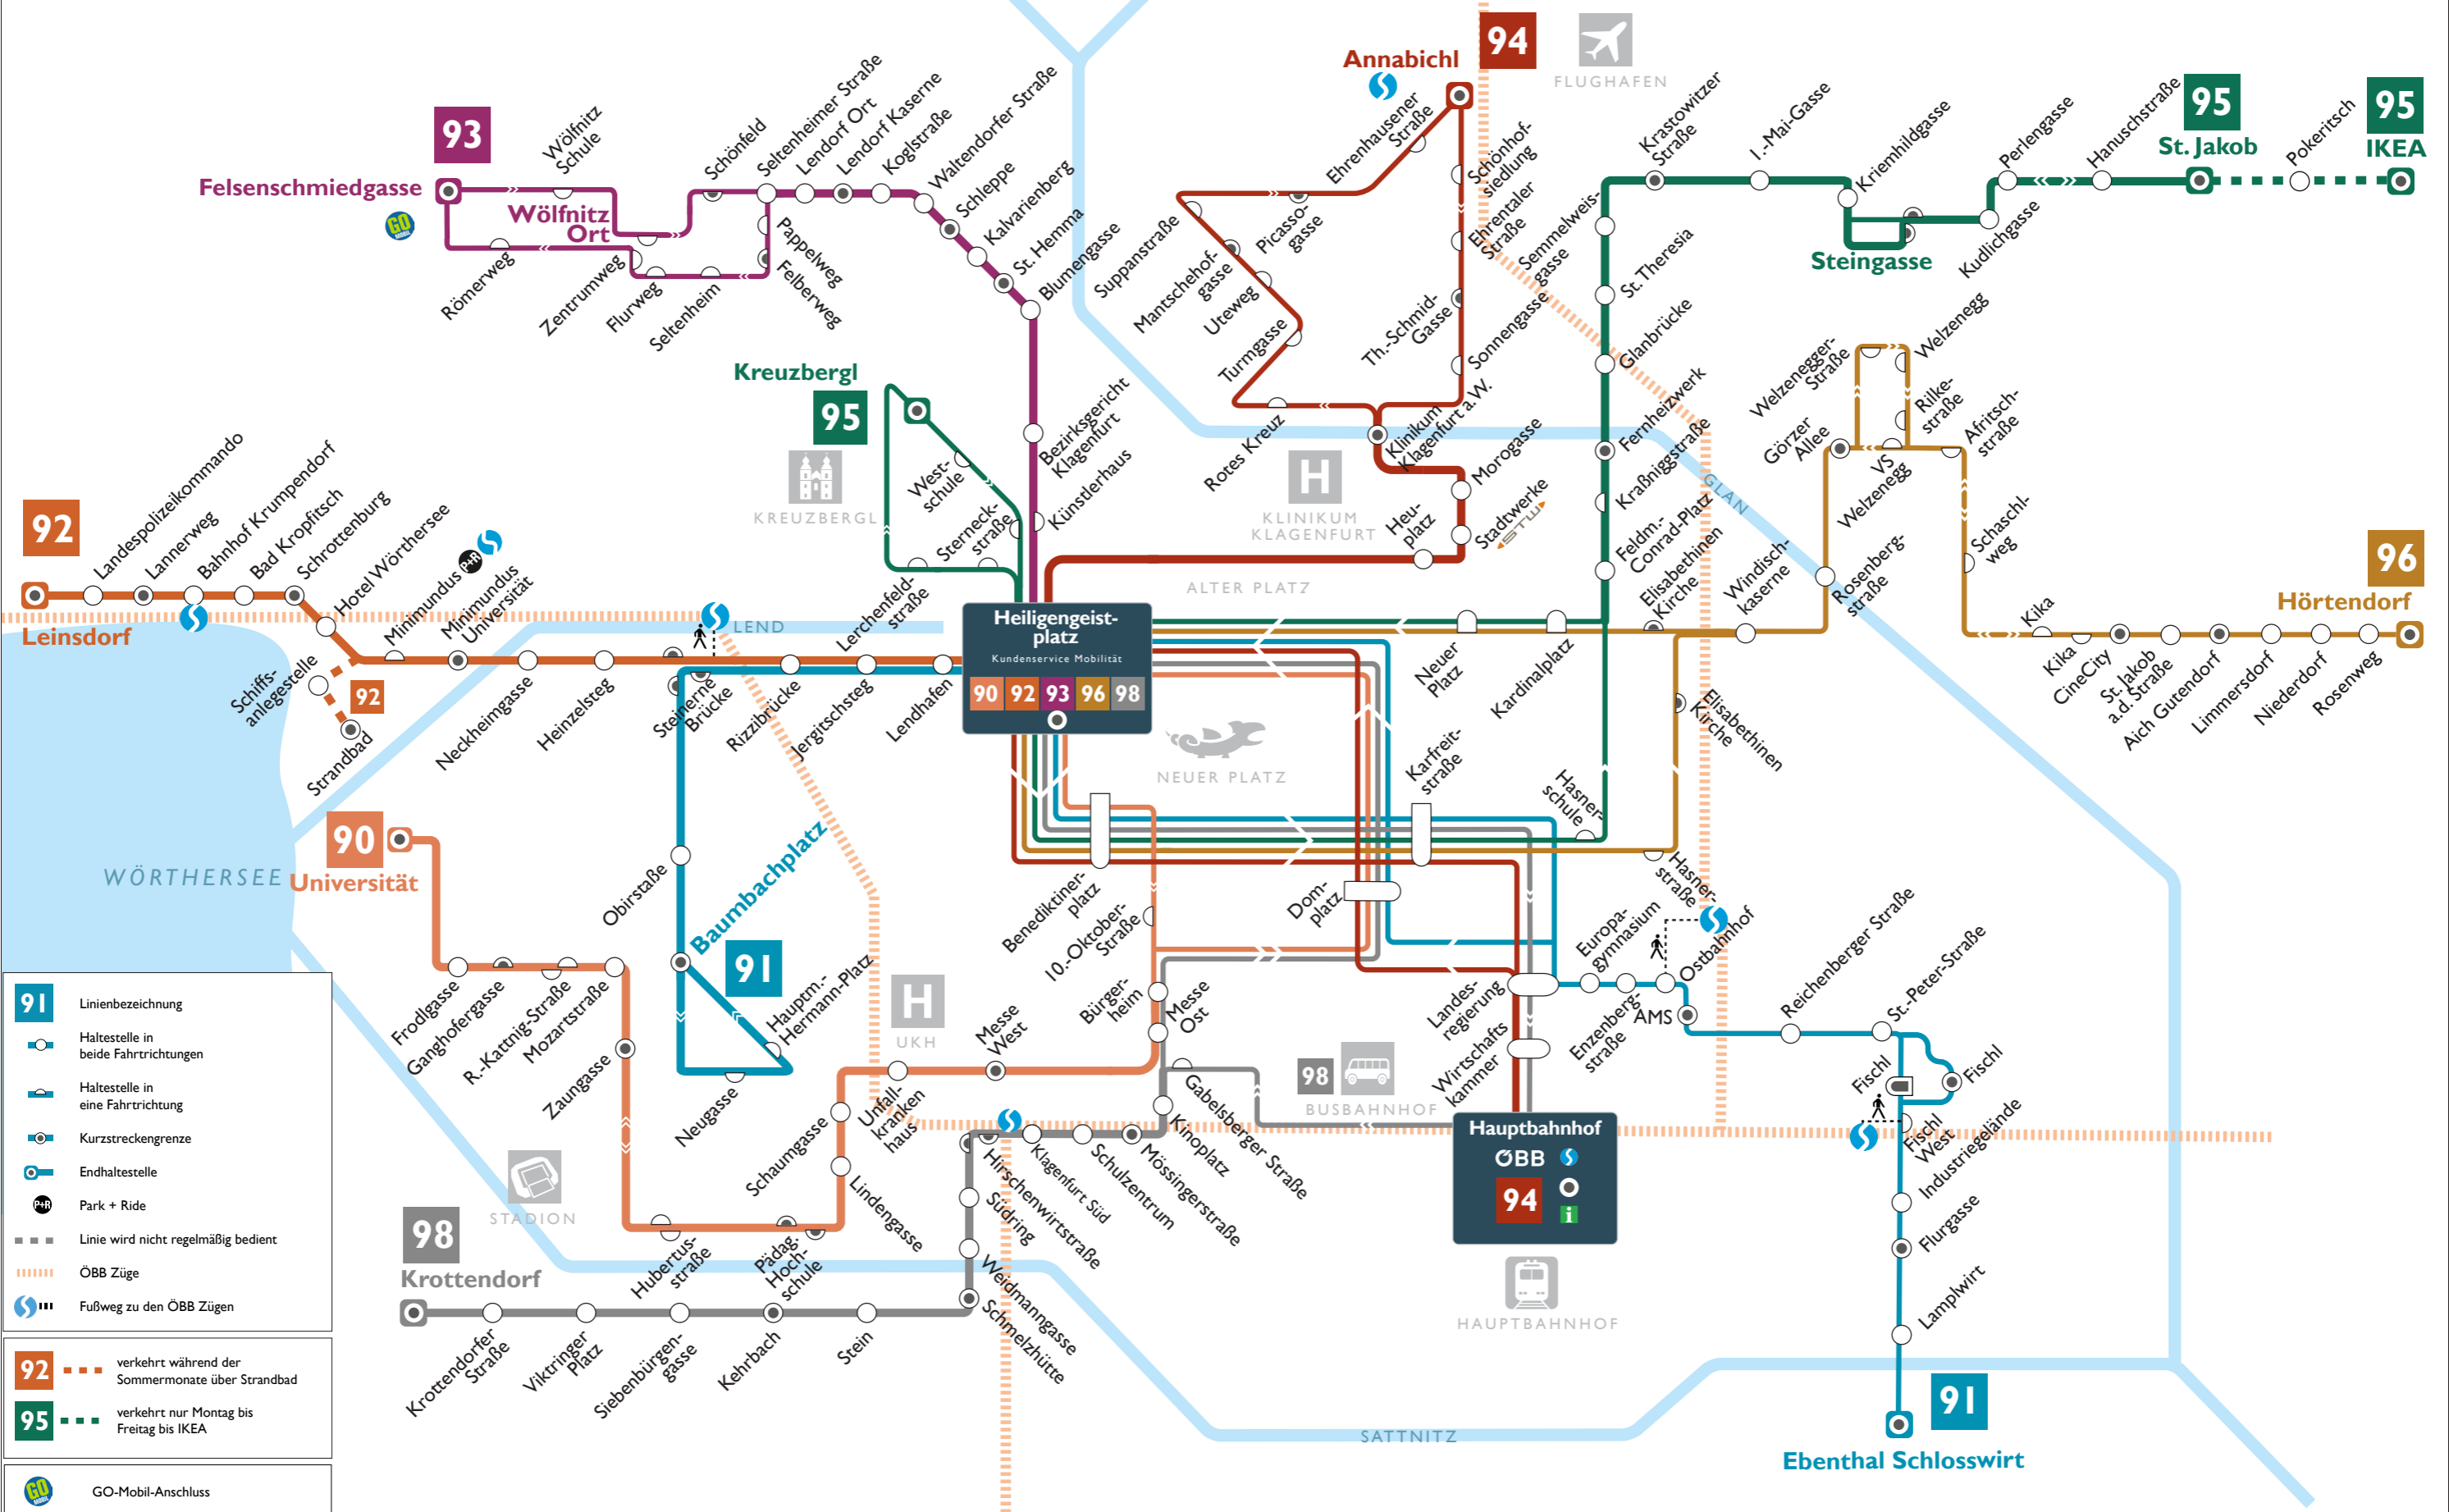 94
Annabichl
FLUGHAFEN
95
St. Jakob
95
IKEA
Pokeritsch
Hanuschstraße
Perlengasse
Kudlichgasse
Kriemhildgasse
Steingasse
1.-Mai-Gasse
Krastowitzer
Straße
Semmelweis-
gasse
St. Theresia
Glanbrücke
Fernheizwerk
Kraßniggstraße
Feldm.-
Conrad-Platz
Elisabethinen
Kirche
Windisch-
kaserne
93
Felsenschmiedgasse
GO
MOBIL
Wölfnitz
Schule
Wölfnitz
Ort
Schönfeld
Seltenheimer Straße
Lendorf Ort
Lendorf Kaserne
Koglstraße
Waltendorfer Straße
Schleppe
Kalvarienberg
St. Hemma
Blumengasse
Pappelweg
Felberweg
Römerweg
Zentrumweg
Flurweg
Seltenheim
Bezirksgericht
Klagenfurt
Künstlerhaus
Ehrenhausener
Straße
Schönhof-
siedlung
Ehrentaler
Straße
Suppanstraße
Picasso-
gasse
Mantschehof-
gasse
Uteweg
Turmgasse
Th.-Schmid-
Gasse
Sonnengasse
Rotes Kreuz
Klinikum
Klagenfurt a.W.
Morogasse
Stadtwerke
STW
Heu-
platz
H
KLINIKUM
KLAGENFURT
ALTER PLATZ
GLAN
Kreuzbergl
95
KREUZBERGL
West-
schule
Sterneck-
straße
Welzenegger-
Straße
Welzenegg
Rilke-
straße
Afritsch-
straße
Görzer
Allee
VS
Welzenegg
Rosenberg-
straße
Schaschl-
weg
96
Hörtendorf
Kika
Kika
CineCity
St. Jakob
a.d. Straße
Aich Gutendorf
Limmersdorf
Niederdorf
Rosenweg
92
Leinsdorf
Landespolizeikommando
Lannerweg
Bahnhof Krumpendorf
Bad Kropfitsch
Schrottenburg
Hotel Wörthersee
Minimundus
P+R
Minimundus
Universität
Schiffs-
anlegestelle
92
Strandbad
Neckheimgasse
Heinzelsteg
Steinerne
Brücke
Rizzibrücke
Jergitschsteg
Lerchenfeld-
straße
Lendhafen
LEND
Heiligengeist-
platz
Kundenservice Mobilität
90 92 93 96 98
NEUER PLATZ
Neuer
Platz
Kardinalplatz
Elisabethinen
Kirche
Karfreit-
straße
Hasner-
schule
Hasner-
straße
Benediktiner-
platz
10.-Oktober-
Straße
Dom-
platz
Bürger-
heim
Messe
Ost
Messe
West
WÖRTHERSEE
90
Universität
Frodlgasse
Ganghofergasse
R.-Kattnig-Straße
Mozartstraße
Zaungasse
Hubertus-
straße
Pädag.
Hoch-
schule
Lindengasse
Schaumgasse
Unfall-
kranken
haus
H
UKH
Obirstaße
Baumbachplatz
91
Hauptm.-
Hermann-Platz
Neugasse
Landes-
regierung
Wirtschafts
kammer
Europa-
gymnasium
Enzenberg-
straße
Ostbahnhof
AMS
Reichenberger Straße
St.-Peter-Straße
Fischl
Fischl
Fischl
West
Industriegelände
Flurgasse
Lamplwirt
91
Ebenthal Schlosswirt
98
BUSBAHNHOF
Hauptbahnhof
ÖBB
94
i
HAUPTBAHNHOF
Gabelsberger Straße
Kinoplatz
Mössingerstraße
Schulzentrum
Klagenfurt Süd
Hirschenwirtstraße
Südring
Weidmanngasse
Schmelzhütte
Stein
Kehrbach
Siebenbürgen-
gasse
Viktringer
Platz
Krottendorfer
Straße
98
Krottendorf
STADION
SATTNITZ
91 Linienbezeichnung
Haltestelle in
beide Fahrtrichtungen
Haltestelle in
eine Fahrtrichtung
Kurzstreckengrenze
Endhaltestelle
P+R Park + Ride
Linie wird nicht regelmäßig bedient
ÖBB Züge
Fußweg zu den ÖBB Zügen
92 verkehrt während der
Sommermonate über Strandbad
95 verkehrt nur Montag bis
Freitag bis IKEA
GO
MOBIL
GO-Mobil-Anschluss